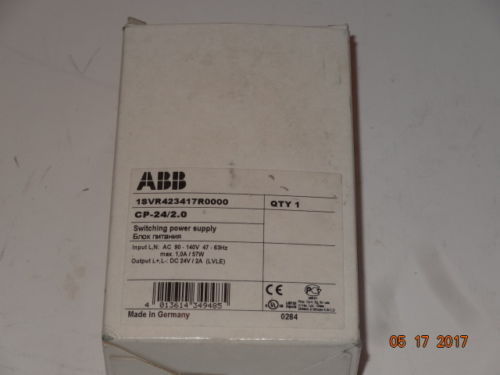 ABB
1SVR423417R0000 QTY 1
CP-24/2.0
Switching power supply
Блок питания
Input L,N: AC 90 - 140V 47 - 63Hz
max. 1,0A / 57W
Output L+,L-: DC 24V / 2A (LVLE)
4 013614 349485
Made in Germany 0284
05 17 2017